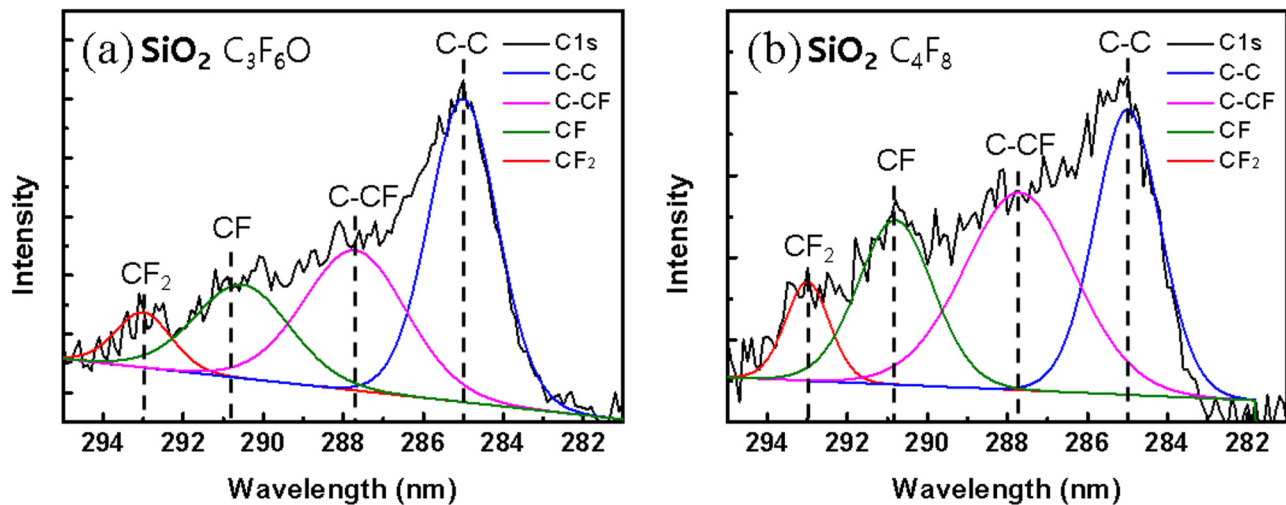 (a) SiO₂ C₃F₆O
C-C
C1s
C-C
C-CF
CF
CF₂
C-CF
CF
CF₂
Intensity
294 292 290 288 286 284 282
Wavelength (nm)
(b) SiO₂ C₄F₈
C-C
C1s
C-C
C-CF
CF
CF₂
C-CF
CF
CF₂
Intensity
294 292 290 288 286 284 282
Wavelength (nm)